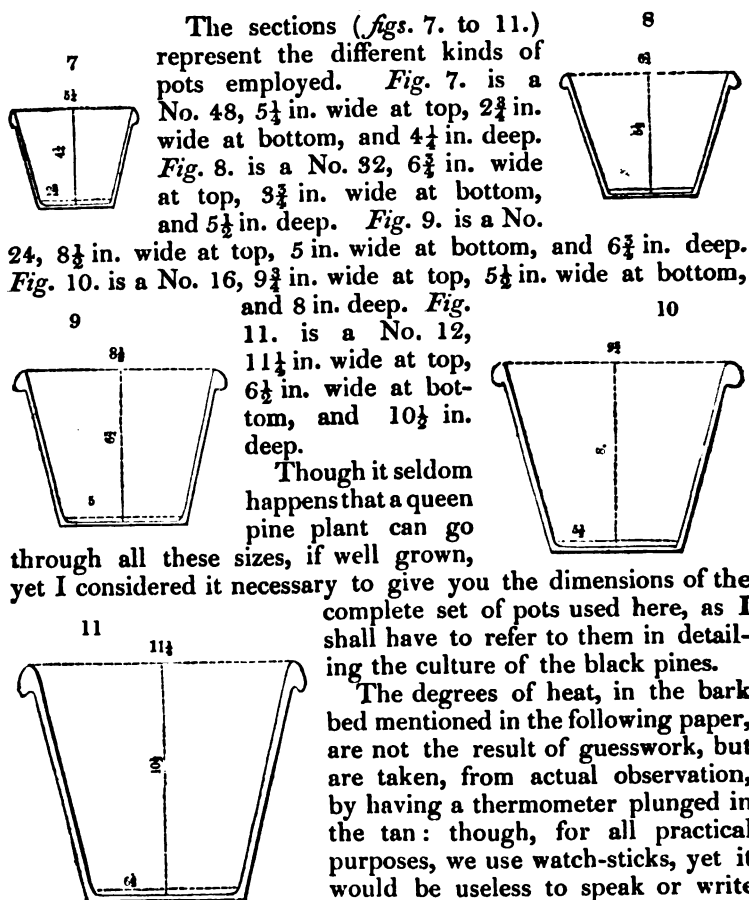 The sections (figs. 7. to 11.)
represent the different kinds of
pots employed. Fig. 7. is a
No. 48, 5¼ in. wide at top, 2¾ in.
wide at bottom, and 4¼ in. deep.
Fig. 8. is a No. 32, 6¾ in. wide
at top, 3¾ in. wide at bottom,
and 5½ in. deep. Fig. 9. is a No.
24, 8½ in. wide at top, 5 in. wide at bottom, and 6¾ in. deep.
Fig. 10. is a No. 16, 9¾ in. wide at top, 5½ in. wide at bottom,
and 8 in. deep. Fig.
11. is a No. 12,
11¼ in. wide at top,
6½ in. wide at bot-
tom, and 10½ in.
deep.
Though it seldom
happens that a queen
pine plant can go
through all these sizes, if well grown,
yet I considered it necessary to give you the dimensions of the
complete set of pots used here, as I
shall have to refer to them in detail-
ing the culture of the black pines.
The degrees of heat, in the bark
bed mentioned in the following paper,
are not the result of guesswork, but
are taken, from actual observation,
by having a thermometer plunged in
the tan: though, for all practical
purposes, we use watch-sticks, yet it
would be useless to speak or write
7
8
9
8½
5
10
8.
11